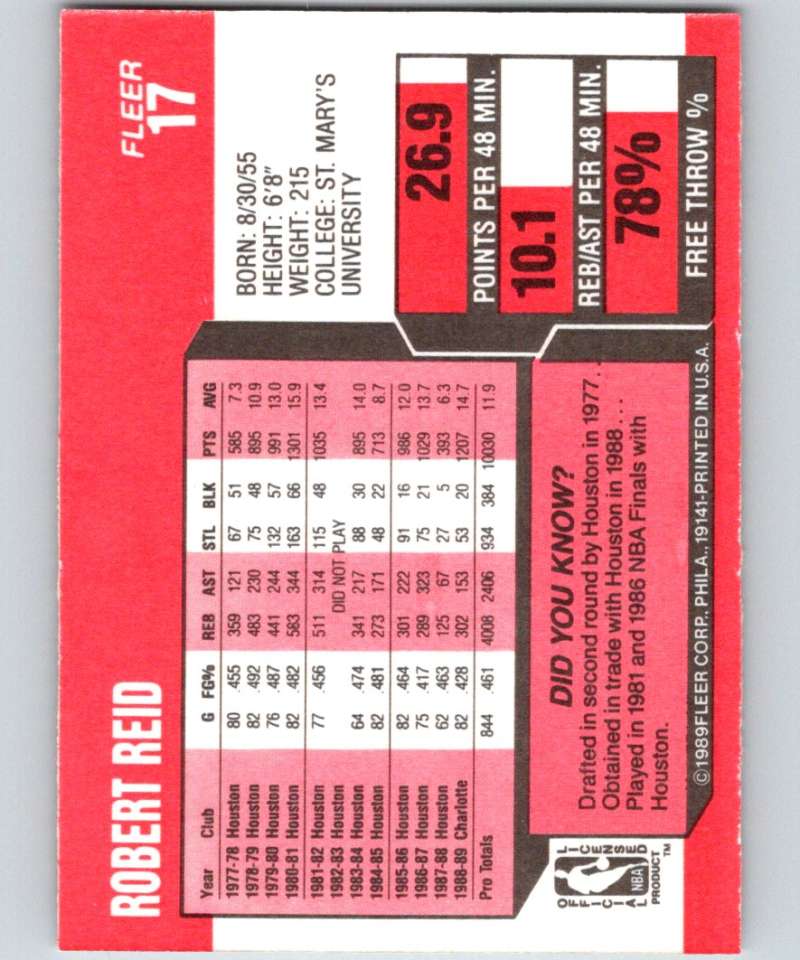 ROBERT REID
FLEER
17
BORN: 8/30/55
HEIGHT: 6'8"
WEIGHT: 215
COLLEGE: ST. MARY'S
UNIVERSITY
Year Club G FG% REB AST STL BLK PTS AVG
1977-78 Houston 80 .455 359 121 67 51 585 7.3
1978-79 Houston 82 .492 483 230 75 48 895 10.9
1979-80 Houston 76 .487 441 244 132 57 991 13.0
1980-81 Houston 82 .482 583 344 163 66 1301 15.9
1981-82 Houston 77 .456 511 314 115 48 1035 13.4
1982-83 Houston DID NOT PLAY
1983-84 Houston 64 .474 341 217 88 30 895 14.0
1984-85 Houston 82 .481 273 171 48 22 713 8.7
1985-86 Houston 82 .464 301 222 91 16 986 12.0
1986-87 Houston 75 .417 289 323 75 21 1029 13.7
1987-88 Houston 62 .463 125 67 27 5 393 6.3
1988-89 Charlotte 82 .428 302 153 53 20 1207 14.7
Pro Totals 844 .461 4008 2406 934 384 10030 11.9
26.9
POINTS PER 48 MIN.
10.1
REB/AST PER 48 MIN.
78%
FREE THROW %
DID YOU KNOW?
Drafted in second round by Houston in 1977...
Obtained in trade with Houston in 1988...
Played in 1981 and 1986 NBA Finals with
Houston.
OFFICIAL LICENSED
NBA
PRODUCT™
©1989FLEER CORP., PHILA., 19141-PRINTED IN U.S.A.